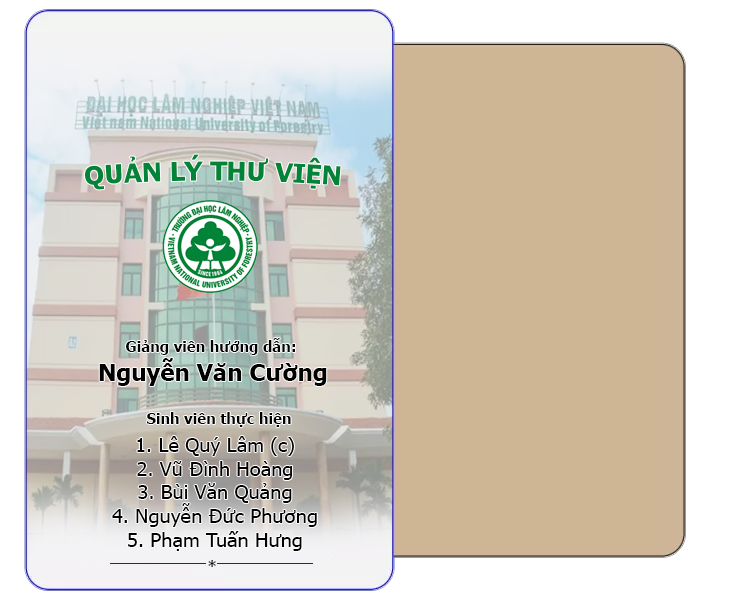 ĐẠI HỌC LÂM NGHIỆP VIỆT NAM
Viet nam National University of Forestry
QUẢN LÝ THƯ VIỆN
TRƯỜNG ĐẠI HỌC LÂM NGHIỆP
VIETNAM NATIONAL UNIVERSITY OF FORESTRY
SINCE 1964
Giảng viên hướng dẫn:
Nguyễn Văn Cường
Sinh viên thực hiện
1. Lê Quý Lâm (c)
2. Vũ Đình Hoàng
3. Bùi Văn Quảng
4. Nguyễn Đức Phương
5. Phạm Tuấn Hưng
*